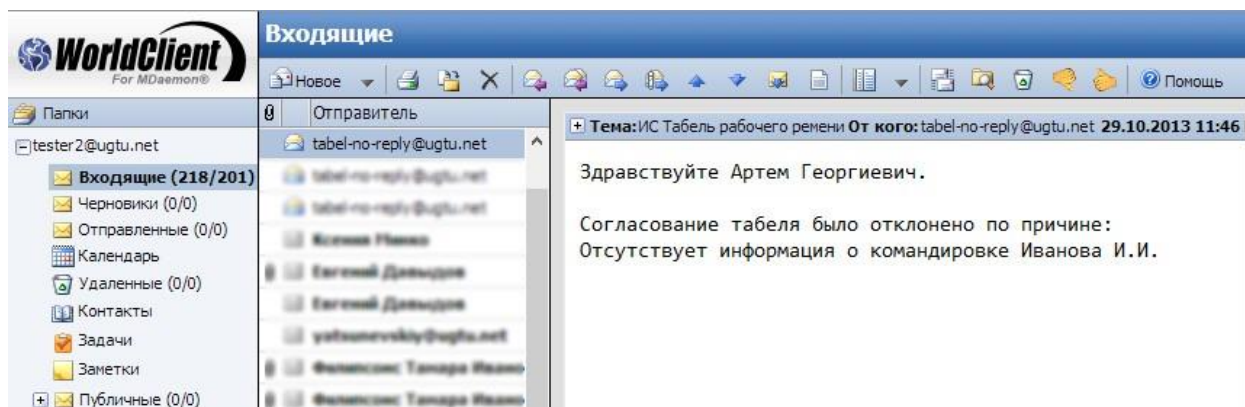 WorldClient
For MDaemon®
Входящие
Новое
Помощь
Папки
Отправитель
tester2@ugtu.net
Входящие (218/201)
Черновики (0/0)
Отправленные (0/0)
Календарь
Удаленные (0/0)
Контакты
Задачи
Заметки
Публичные (0/0)
tabel-no-reply@ugtu.net
Тема:ИС Табель рабочего ремени От кого: tabel-no-reply@ugtu.net 29.10.2013 11:46
Здравствуйте Артем Георгиевич.
Согласование табеля было отклонено по причине:
Отсутствует информация о командировке Иванова И.И.